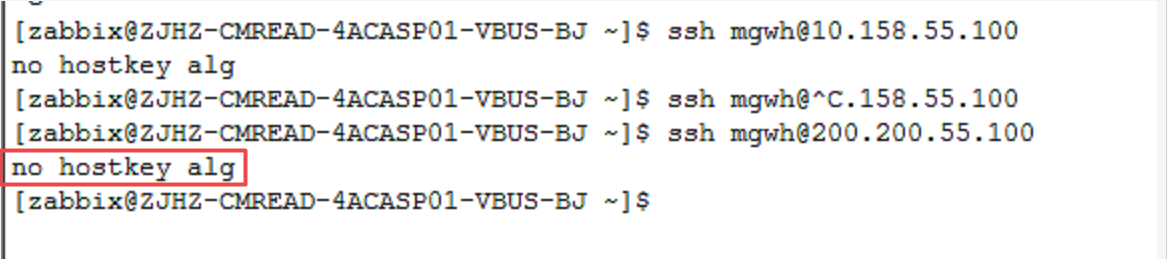 [zabbix@ZJHZ-CMREAD-4ACASP01-VBUS-BJ ~]$ ssh mgwh@10.158.55.100
no hostkey alg
[zabbix@ZJHZ-CMREAD-4ACASP01-VBUS-BJ ~]$ ssh mgwh@^C.158.55.100
[zabbix@ZJHZ-CMREAD-4ACASP01-VBUS-BJ ~]$ ssh mgwh@200.200.55.100
no hostkey alg
[zabbix@ZJHZ-CMREAD-4ACASP01-VBUS-BJ ~]$